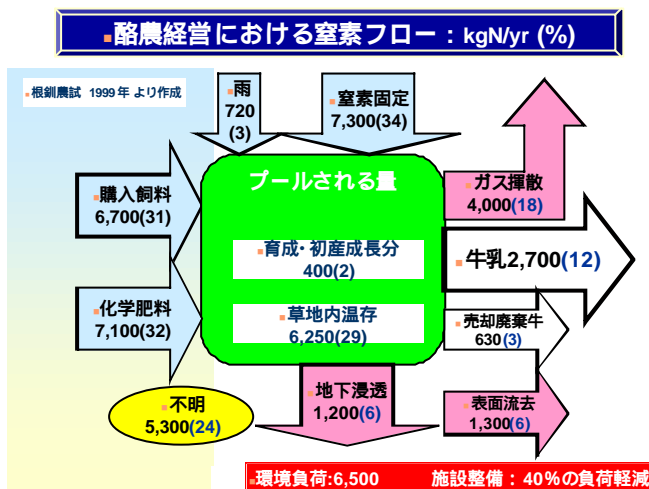 ▪酪農経営における窒素フロー：kgN/yr (%)
▪根釧農試 1999年 より作成
▪雨
720
(3)
▪窒素固定
7,300(34)
▪購入飼料
6,700(31)
▪化学肥料
7,100(32)
プールされる量
▪育成・初産成長分
400(2)
▪草地内温存
6,250(29)
▪ガス揮散
4,000(18)
▪牛乳2,700(12)
▪売却廃棄牛
630(3)
▪不明
5,300(24)
▪地下浸透
1,200(6)
▪表面流去
1,300(6)
▪環境負荷:6,500 施設整備：40%の負荷軽減